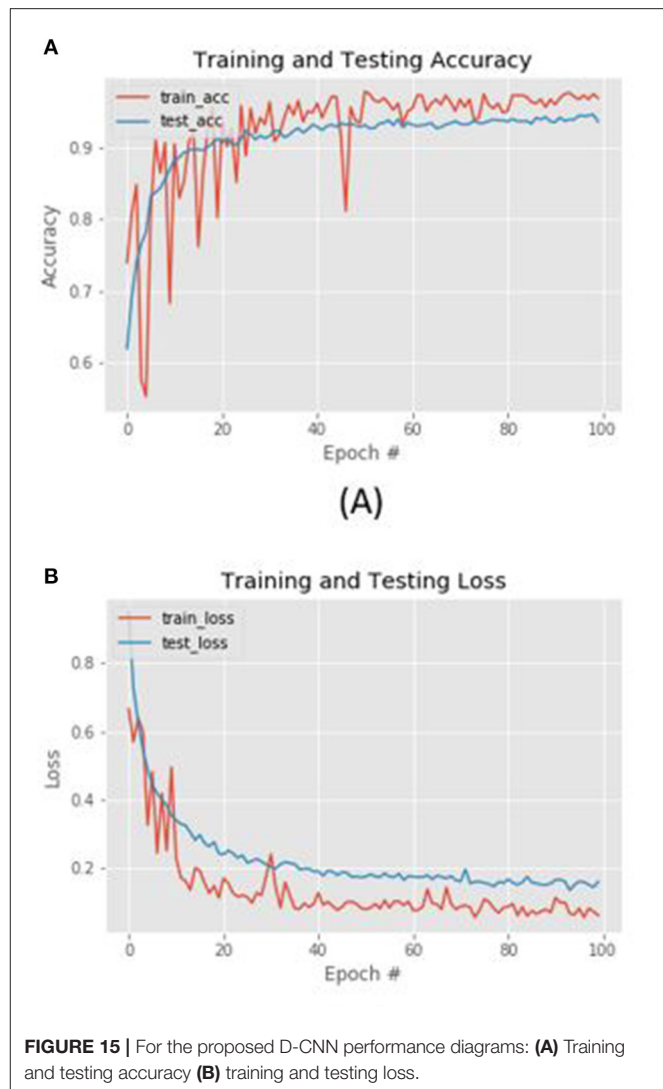 A
Training and Testing Accuracy
train_acc
test_acc
0.9
0.8
0.7
0.6
Accuracy
0 20 40 60 80 100
Epoch #
(A)
B
Training and Testing Loss
train_loss
test_loss
0.8
0.6
0.4
0.2
Loss
0 20 40 60 80 100
Epoch #
FIGURE 15 | For the proposed D-CNN performance diagrams: (A) Training
and testing accuracy (B) training and testing loss.